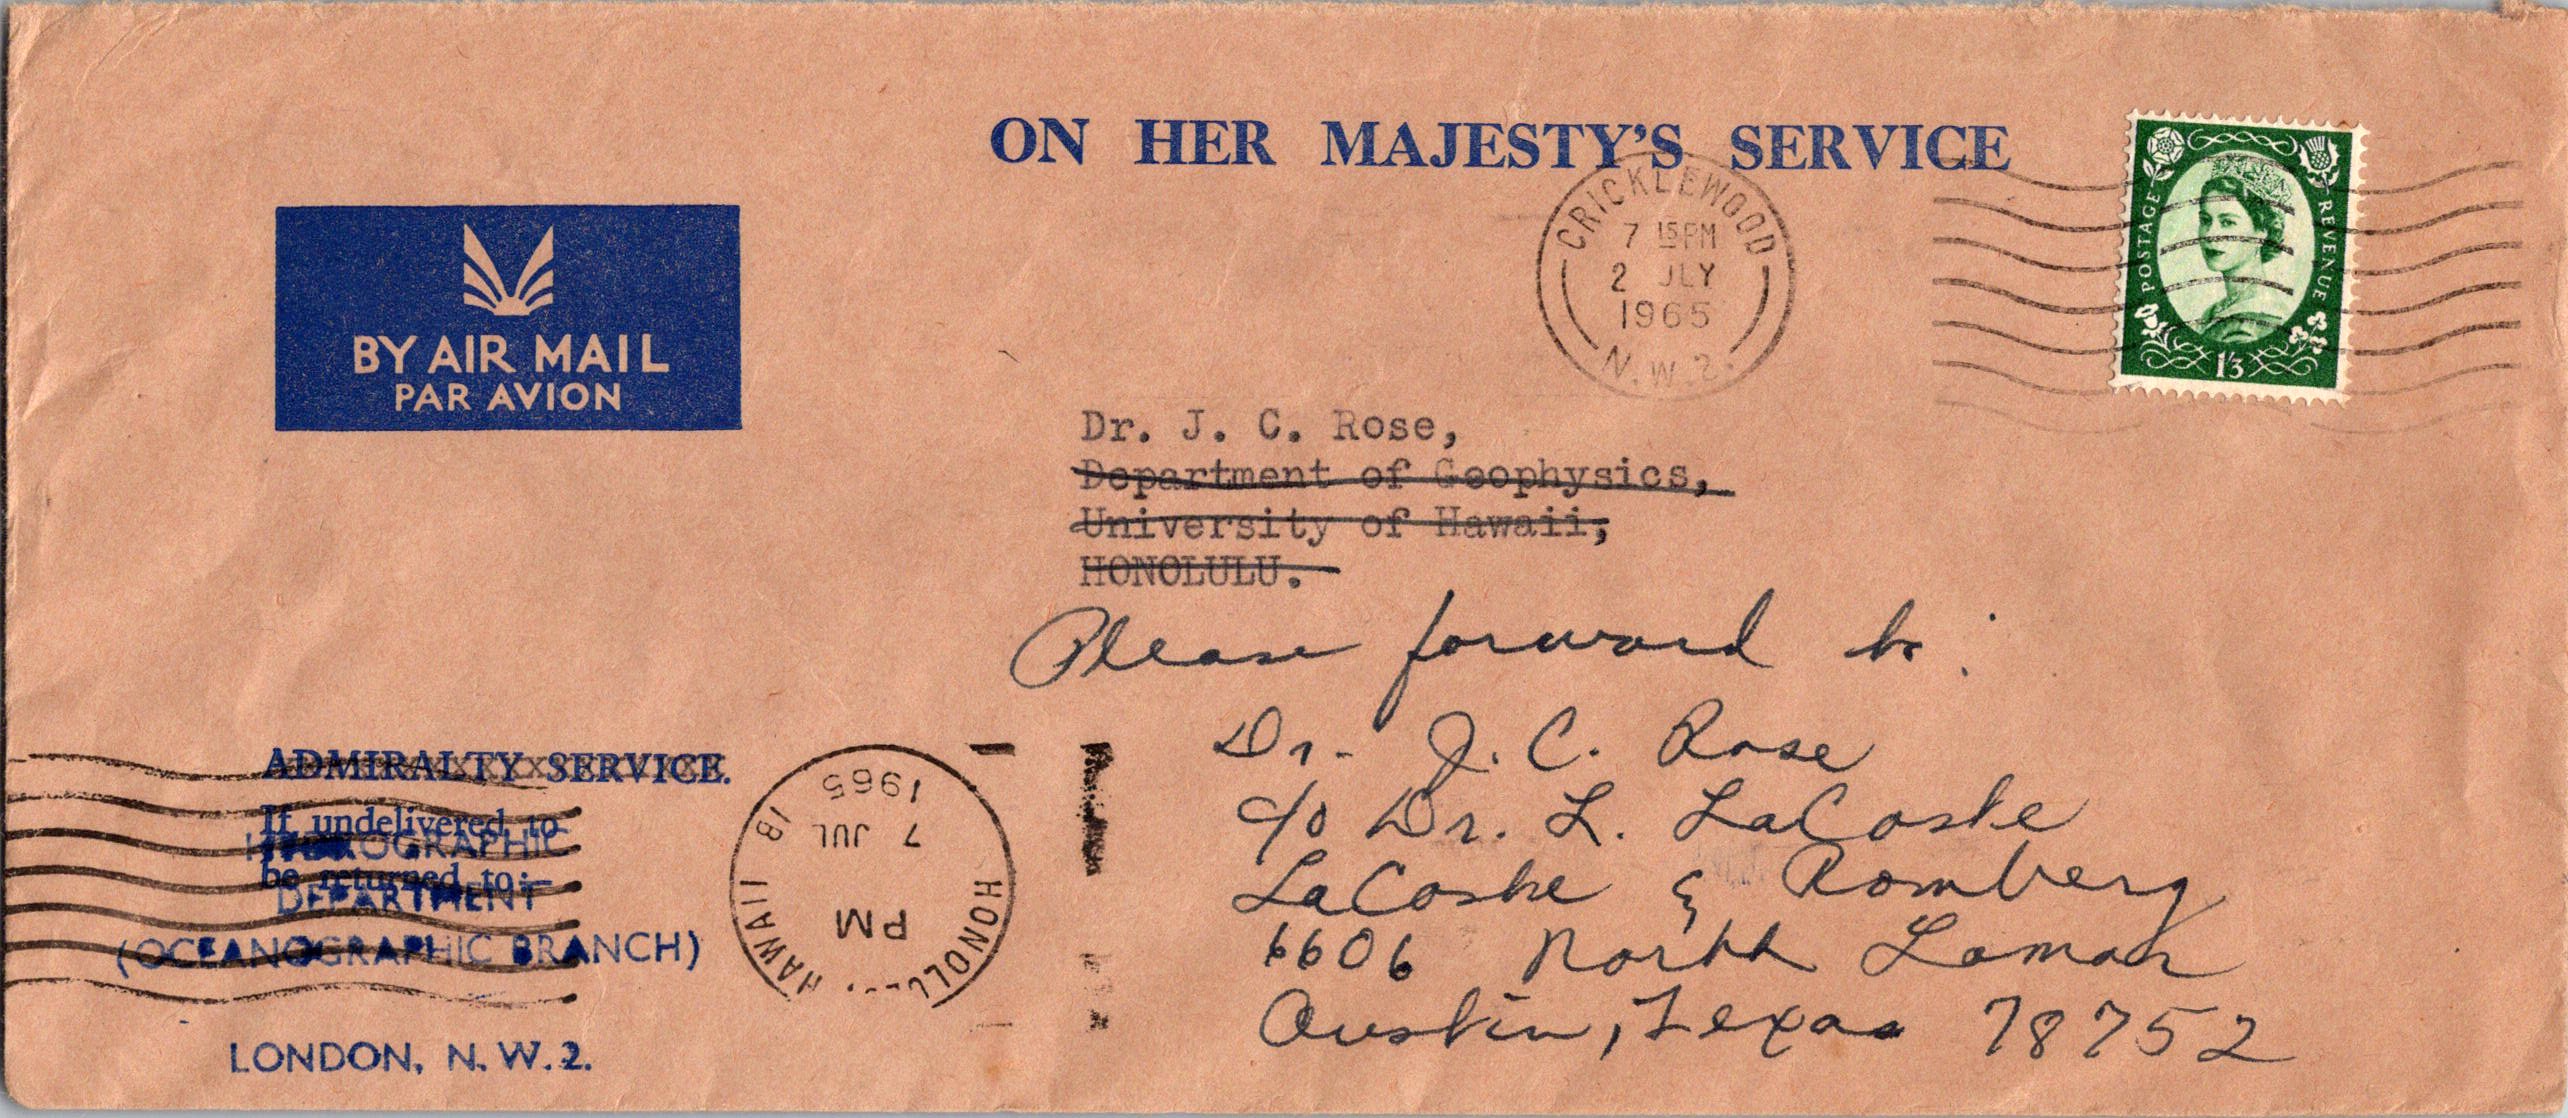 ON HER MAJESTY'S SERVICE
BY AIR MAIL
PAR AVION
CRICKLEWOOD
7 15 PM
2 JLY
1965
N.W.2.
POSTAGE
REVENUE
1/3
Dr. J. C. Rose,
Department of Geophysics,
University of Hawaii,
HONOLULU.
Please forward to:
Dr. J. C. Rose
c/o Dr. L. LaCoste
LaCoste & Romberg
6606 North Lamar
Austin, Texas 78752
ADMIRALTY SERVICE.
If undelivered to
be returned to:-
HYDROGRAPHIC
DEPARTMENT
(OCEANOGRAPHIC BRANCH)
LONDON, N.W.2.
HONOLU HAWAII
PM
7 JUL
1965